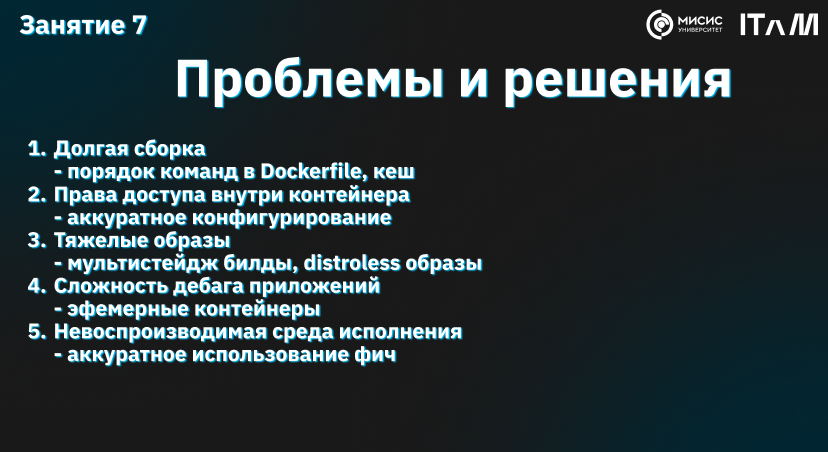 Занятие 7
МИСИС
УНИВЕРСИТЕТ
ITAM
Проблемы и решения
1. Долгая сборка
- порядок команд в Dockerfile, кеш
2. Права доступа внутри контейнера
- аккуратное конфигурирование
3. Тяжелые образы
- мультистейдж билды, distroless образы
4. Сложность дебага приложений
- эфемерные контейнеры
5. Невоспроизводимая среда исполнения
- аккуратное использование фич